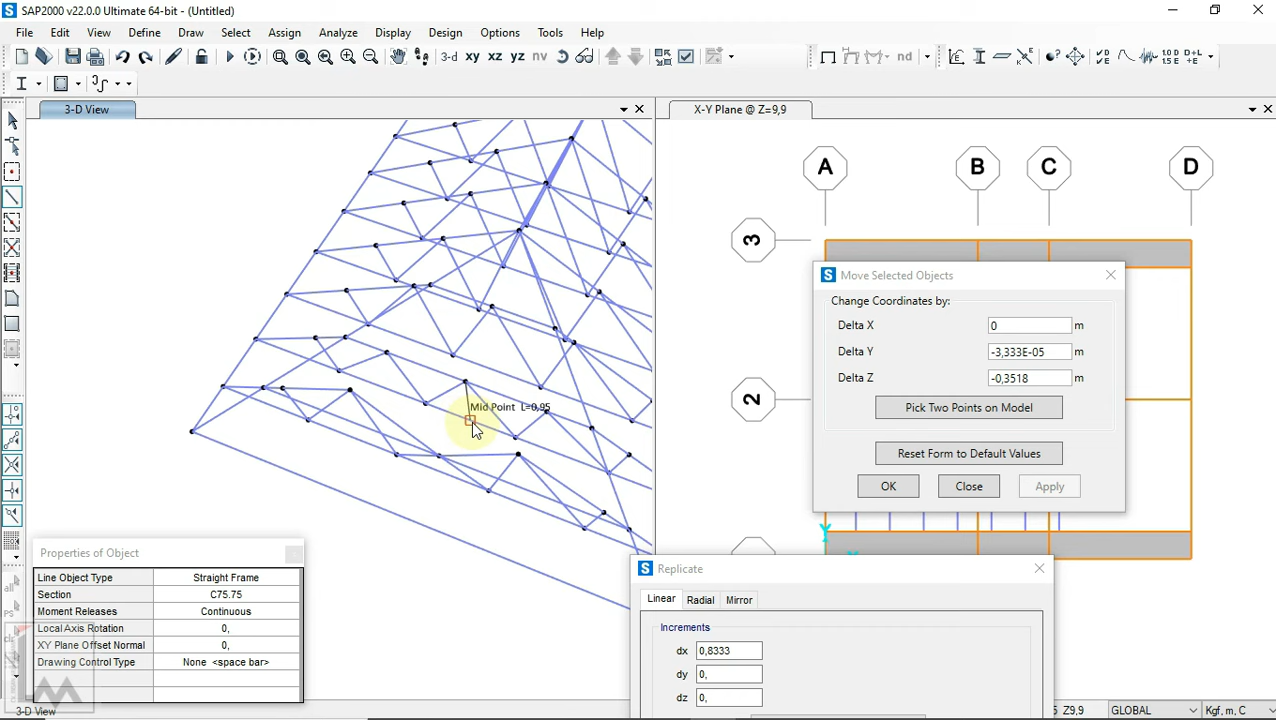 SAP2000 v22.0.0 Ultimate 64-bit - (Untitled)
File Edit View Define Draw Select Assign Analyze Display Design Options Tools Help
3-d xy xz yz nv nd
3-D View
X-Y Plane @ Z=9,9
A B C D
3
2
Mid Point L=0,95
Move Selected Objects
Change Coordinates by:
Delta X 0 m
Delta Y -3,333E-05 m
Delta Z -0,3518 m
Pick Two Points on Model
Reset Form to Default Values
OK Close Apply
Y
Properties of Object
Line Object Type Straight Frame
Section C75.75
Moment Releases Continuous
Local Axis Rotation 0,
XY Plane Offset Normal 0,
Drawing Control Type None <space bar>
Replicate
Linear Radial Mirror
Increments
dx 0,8333
dy 0,
dz 0,
all
PS
3-D View
Z9,9 GLOBAL Kgf, m, C